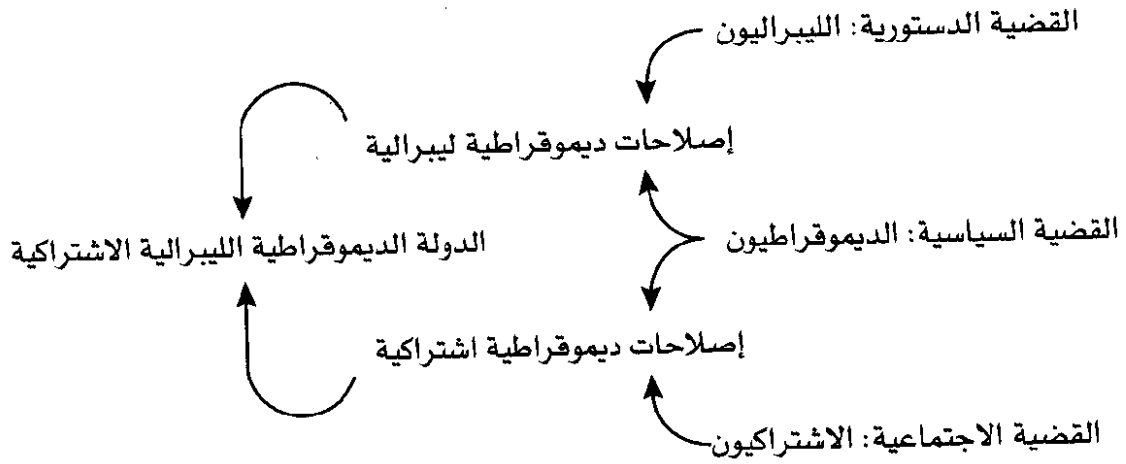 القضية الدستورية: الليبراليون
إصلاحات ديموقراطية ليبرالية
القضية السياسية: الديموقراطيون
الدولة الديموقراطية الليبرالية الاشتراكية
إصلاحات ديموقراطية اشتراكية
القضية الاجتماعية: الاشتراكيون